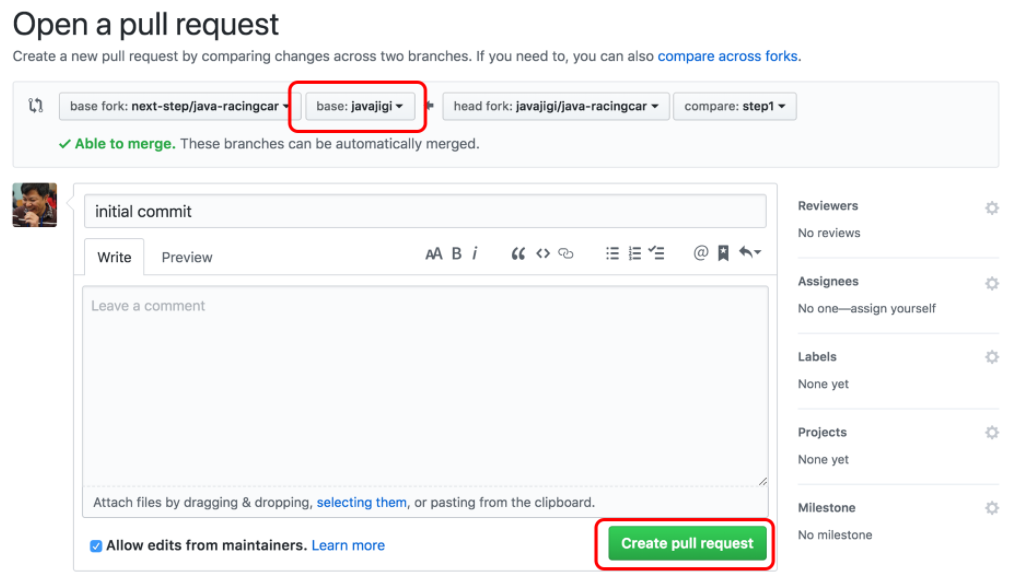 Open a pull request
Create a new pull request by comparing changes across two branches. If you need to, you can also compare across forks.
base fork: next-step/java-racingcar base: javajigi head fork: javajigi/java-racingcar compare: step1
Able to merge. These branches can be automatically merged.
initial commit
Write Preview AA B i @
Leave a comment
Attach files by dragging & dropping, selecting them, or pasting from the clipboard.
Allow edits from maintainers. Learn more
Create pull request
Reviewers
No reviews
Assignees
No one—assign yourself
Labels
None yet
Projects
None yet
Milestone
No milestone